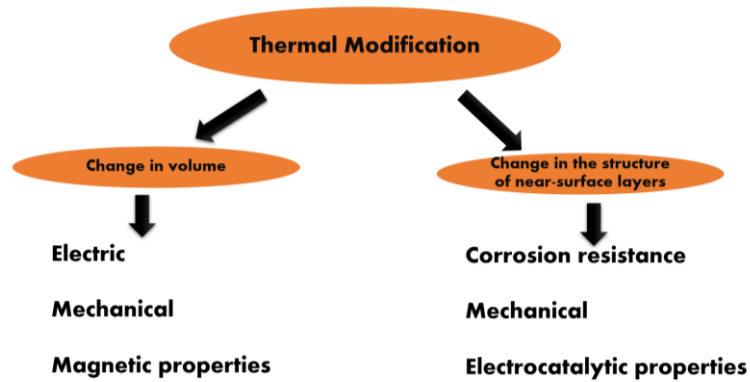 Thermal Modification
Change in volume
Change in the structure
of near-surface layers
Electric
Mechanical
Magnetic properties
Corrosion resistance
Mechanical
Electrocatalytic properties